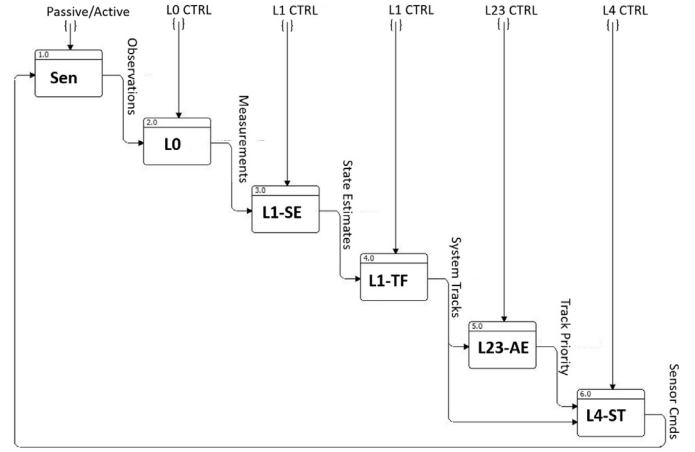 Passive/Active
L0 CTRL
L1 CTRL
L1 CTRL
L23 CTRL
L4 CTRL
{ }
{ }
{ }
{ }
{ }
{ }
1.0
Sen
Observations
2.0
L0
Measurements
3.0
L1-SE
State Estimates
4.0
L1-TF
System Tracks
5.0
L23-AE
Track Priority
6.0
L4-ST
Sensor Cmds